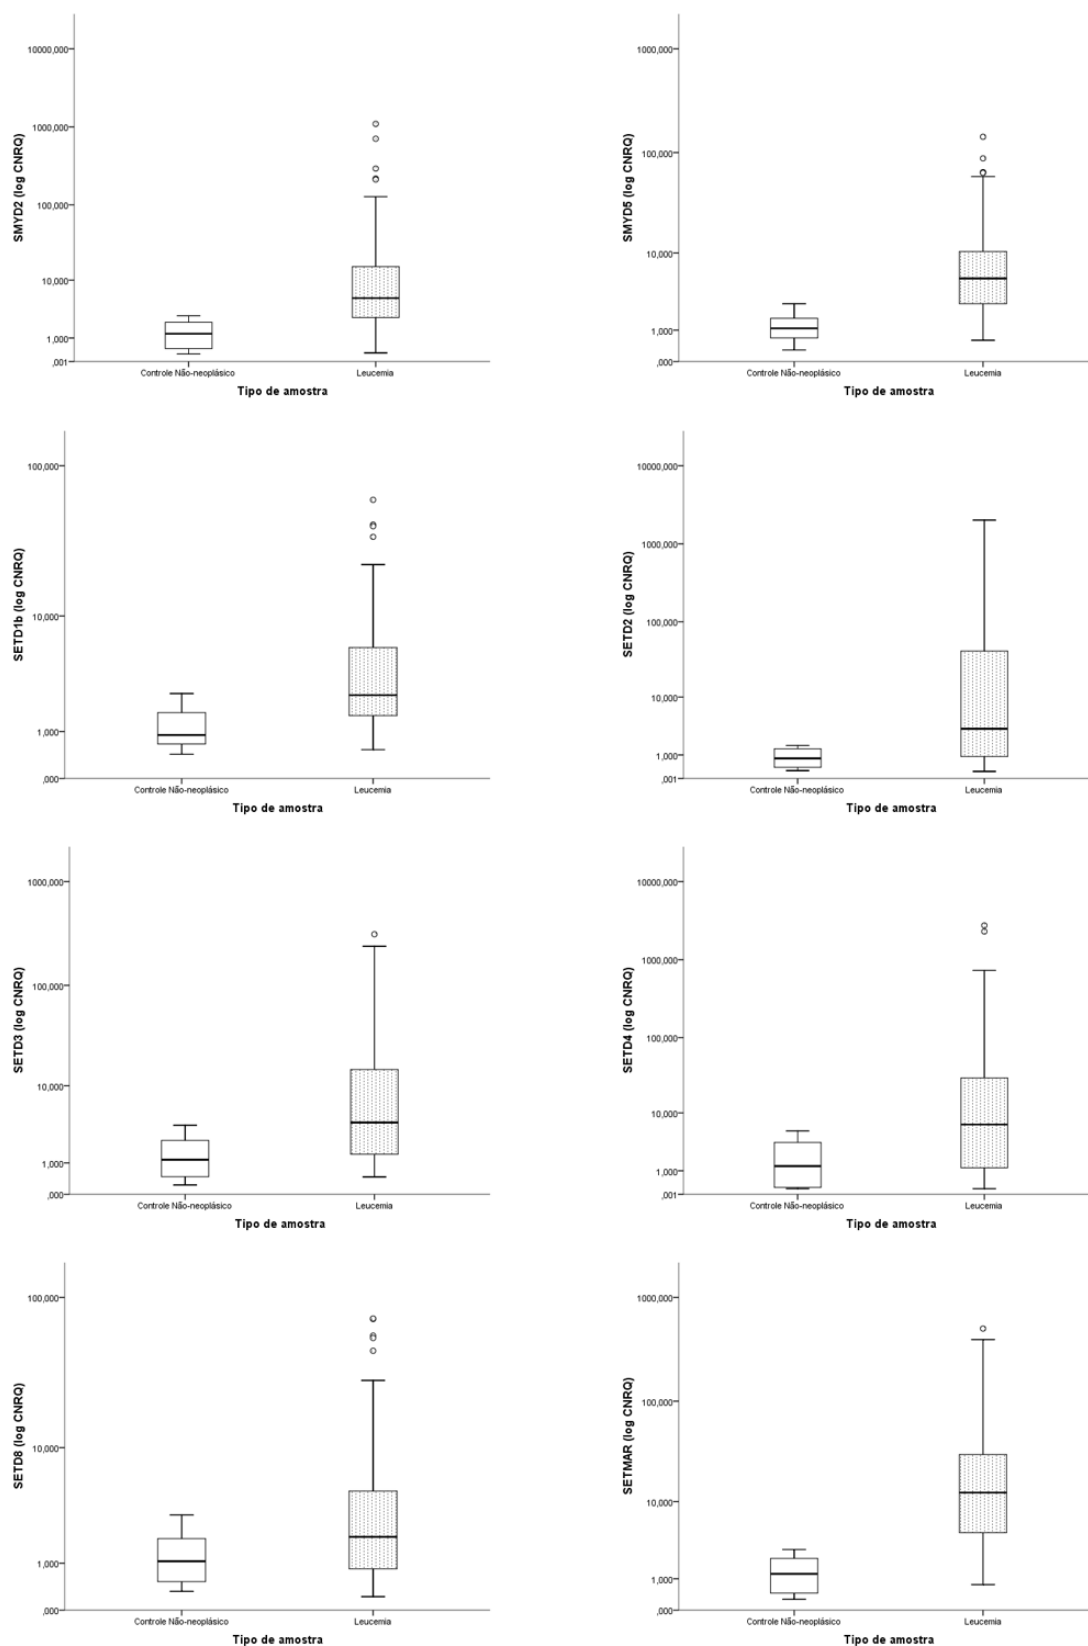 10000,000
1000,000
100,000
10,000
1,000
,001
SMYD2 (log CNRQ)
Controle Não-neoplásico
Leucemia
Tipo de amostra
1000,000
100,000
10,000
1,000
,000
SMYD5 (log CNRQ)
Controle Não-neoplásico
Leucemia
Tipo de amostra
100,000
10,000
1,000
,000
SETD1b (log CNRQ)
Controle Não-neoplásico
Leucemia
Tipo de amostra
10000,000
1000,000
100,000
10,000
1,000
,001
SETD2 (log CNRQ)
Controle Não-neoplásico
Leucemia
Tipo de amostra
1000,000
100,000
10,000
1,000
,000
SETD3 (log CNRQ)
Controle Não-neoplásico
Leucemia
Tipo de amostra
10000,000
1000,000
100,000
10,000
1,000
,001
SETD4 (log CNRQ)
Controle Não-neoplásico
Leucemia
Tipo de amostra
100,000
10,000
1,000
,000
SETD8 (log CNRQ)
Controle Não-neoplásico
Leucemia
Tipo de amostra
1000,000
100,000
10,000
1,000
,000
SETMAR (log CNRQ)
Controle Não-neoplásico
Leucemia
Tipo de amostra